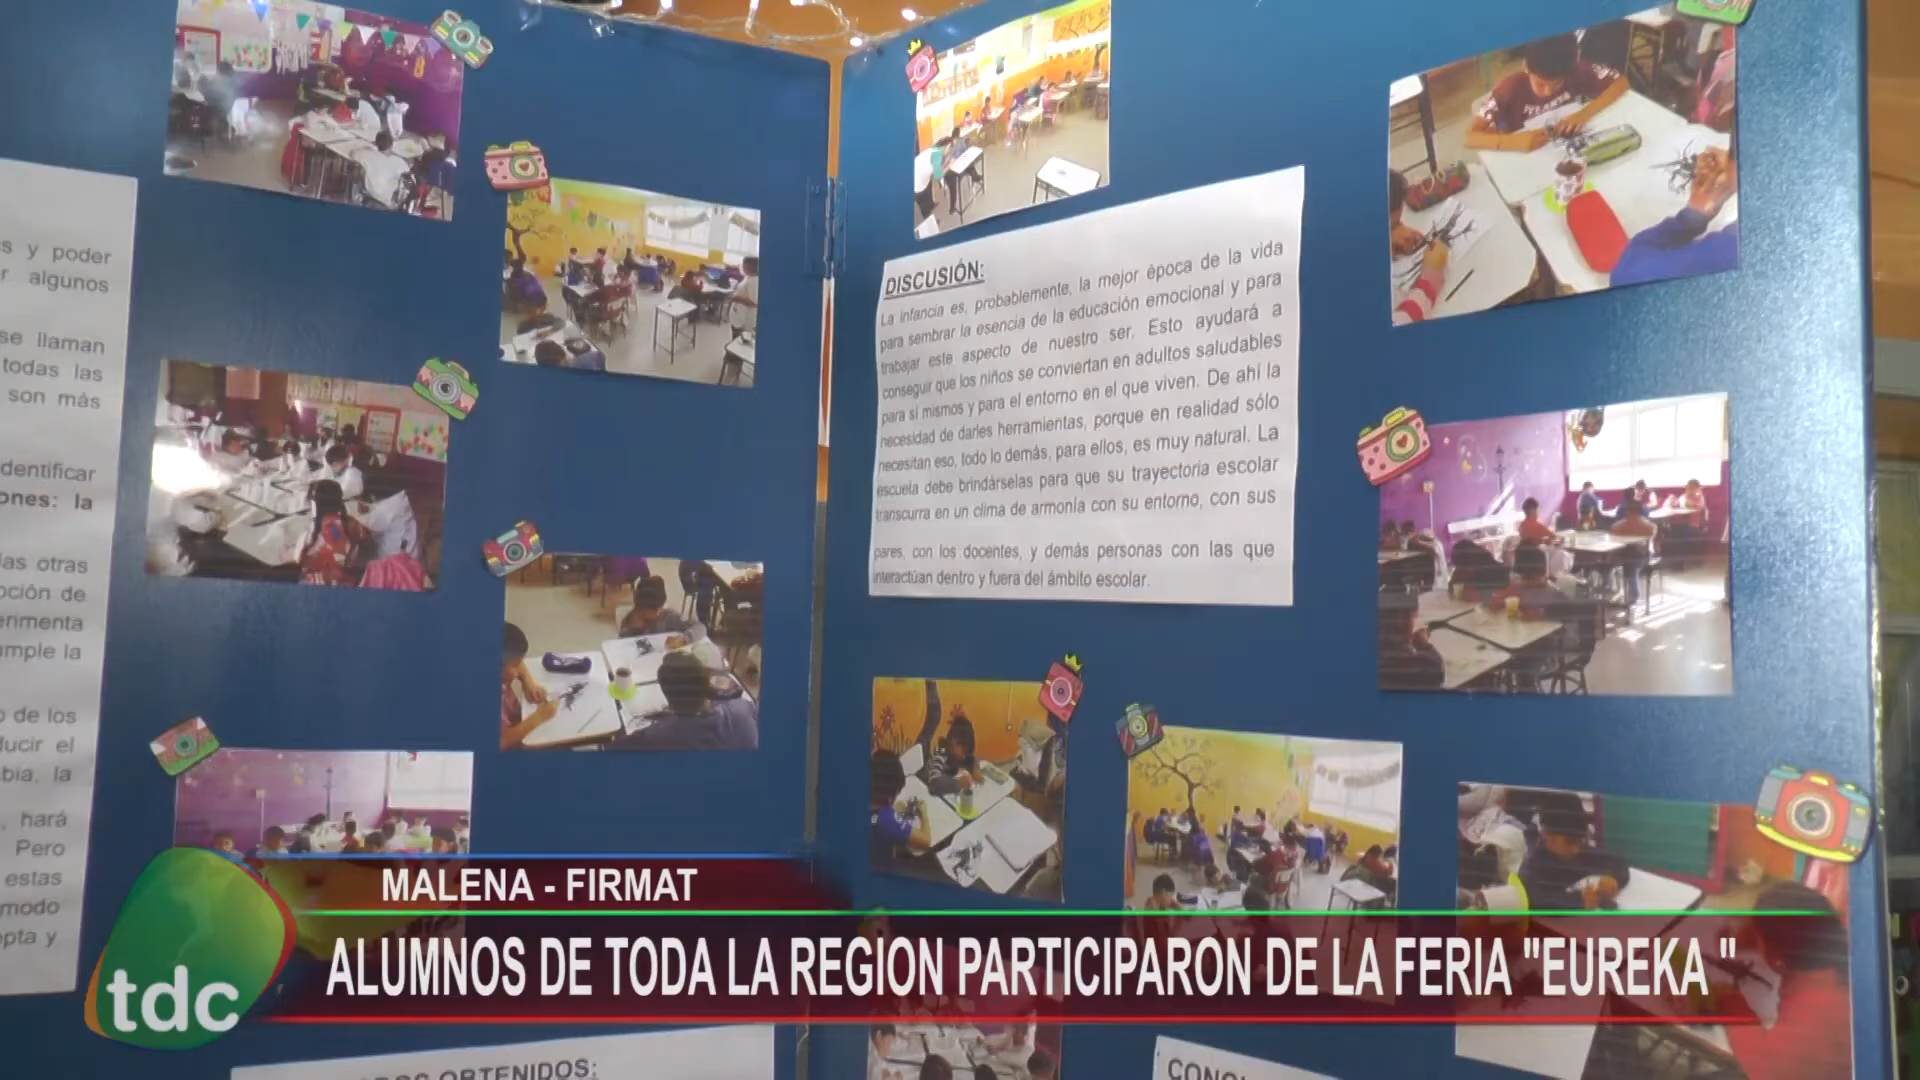 s y poder
r algunos
se llaman
todas las
son más
dentificar
ones: la
las otras
pción de
erimenta
mple la
o de los
ducir el
bia, la
, hará
Pero
estas
modo
epta y
DISCUSIÓN:
La infancia es, probablemente, la mejor época de la vida
para sembrar la esencia de la educación emocional y para
trabajar este aspecto de nuestro ser. Esto ayudará a
conseguir que los niños se conviertan en adultos saludables
para sí mismos y para el entorno en el que viven. De ahí la
necesidad de darles herramientas, porque en realidad sólo
necesitan eso, todo lo demás, para ellos, es muy natural. La
escuela debe brindárselas para que su trayectoria escolar
transcurra en un clima de armonía con su entorno, con sus
pares, con los docentes, y demás personas con las que
interactúan dentro y fuera del ámbito escolar.
MALENA - FIRMAT
ALUMNOS DE TODA LA REGION PARTICIPARON DE LA FERIA "EUREKA "
tdc
OBTENIDOS: